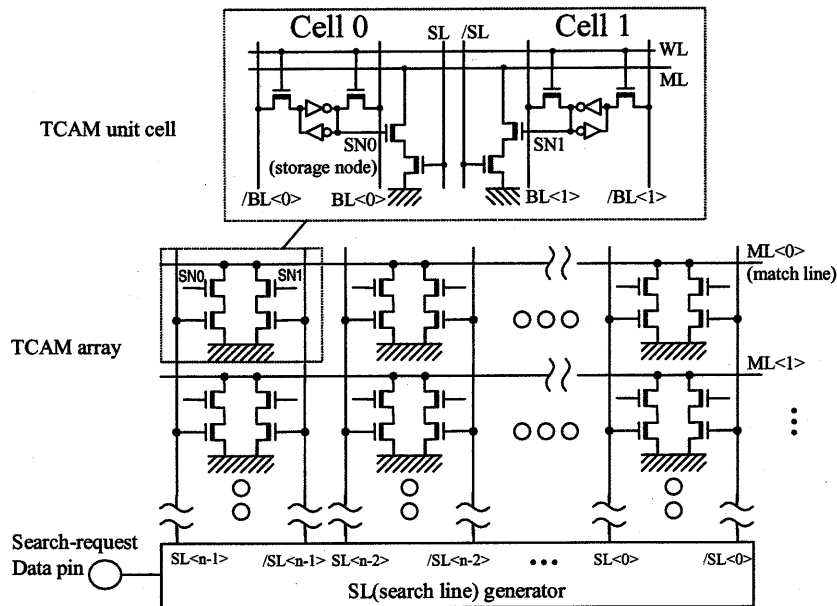 Cell 0 SL /SL Cell 1
WL
ML
TCAM unit cell
SN0
(storage node)
SN1
/BL<0> BL<0> BL<1> /BL<1>
SN0 SN1
ML<0>
(match line)
TCAM array
ML<1>
Search-request
Data pin
SL<n-1> /SL<n-1> SL<n-2> /SL<n-2> SL<0> /SL<0>
SL(search line) generator